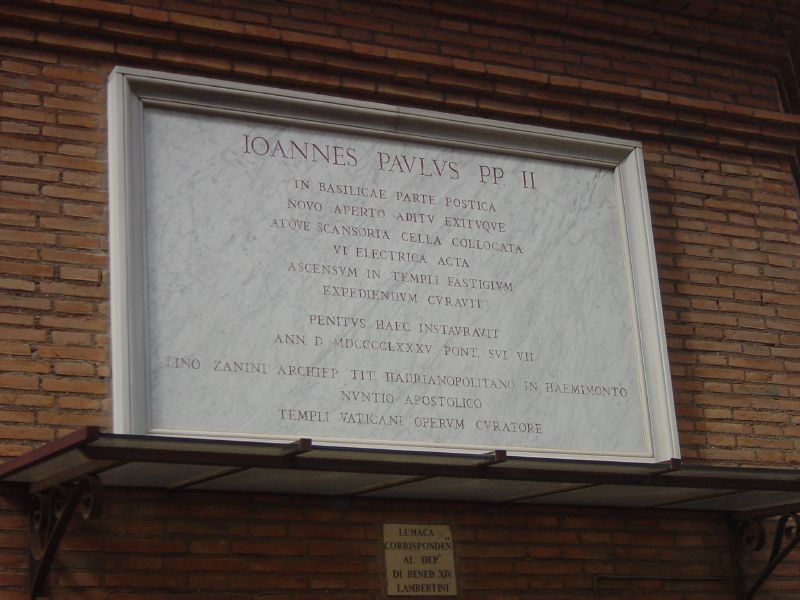 IOANNES PAVLVS PP. II
IN BASILICAE PARTE POSTICA
NOVO APERTO ADITV EXITVQVE
ATQVE SCANSORIA CELLA COLLOCATA
VI ELECTRICA ACTA
ASCENSVM IN TEMPLI FASTIGIVM
EXPEDIENDVM CVRAVIT
PENITVS HAEC INSTAVRAVIT
ANN. D. MDCCCCLXXXV PONT. SVI VII
LINO ZANINI ARCHIEP. TIT HADRIANOPOLITANO IN HAEMIMONTO
NVNTIO APOSTOLICO
TEMPLI VATICANI OPERVM CVRATORE
LUMACA
CORRISPONDEN
AL DEPº
DI BENED. XIV
LAMBERTINI